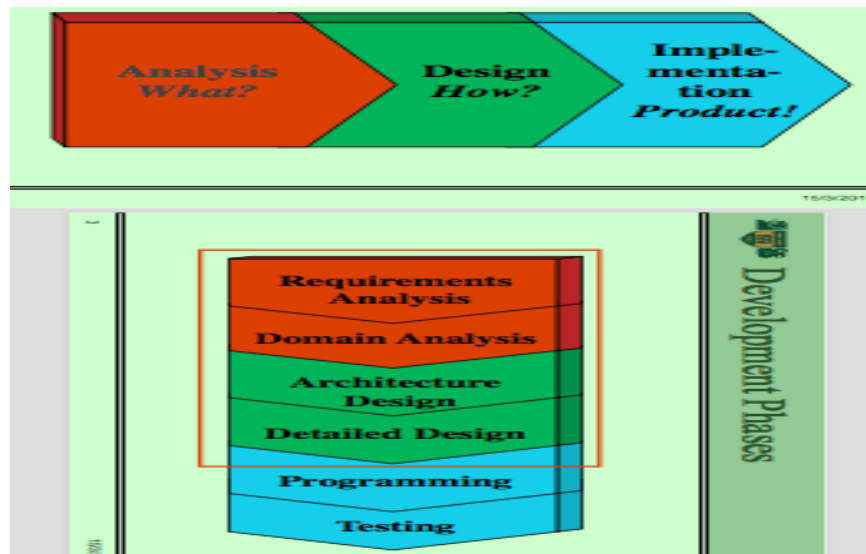 Analysis
What?
Design
How?
Imple-
menta-
tion
Product!
Requirements
Analysis
Domain Analysis
Architecture
Design
Detailed Design
Programming
Testing
Development Phases